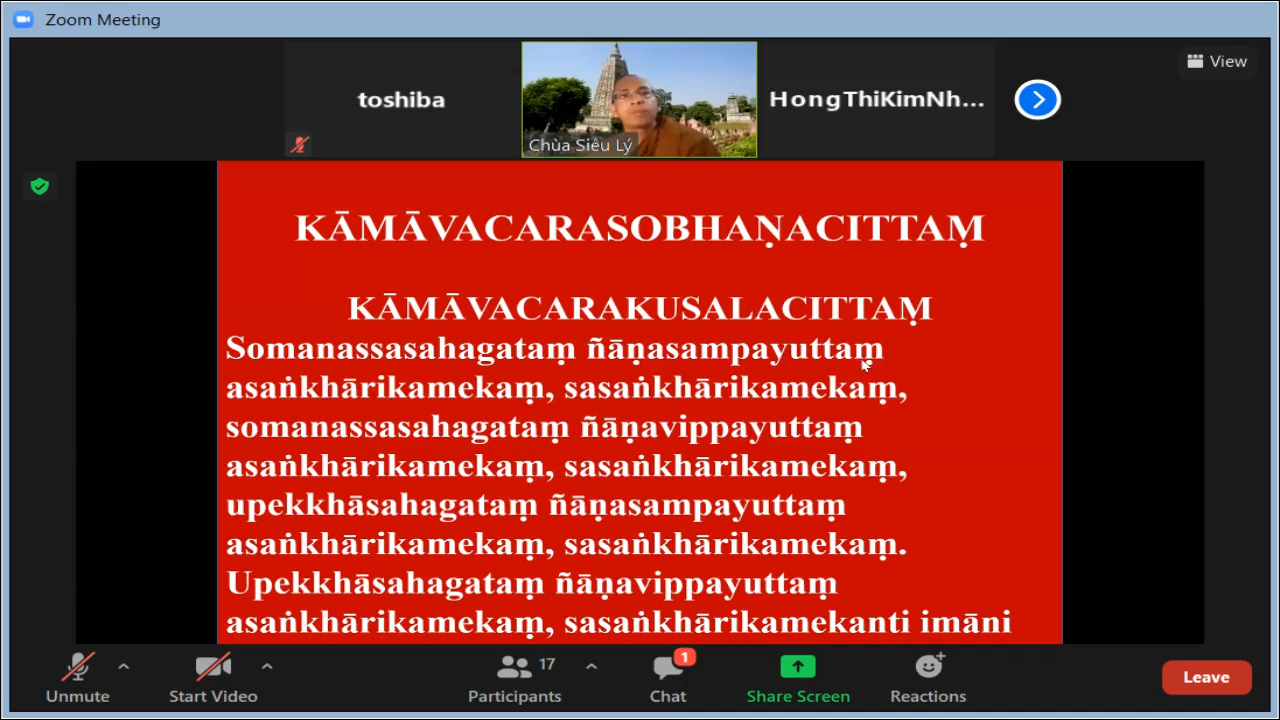 Zoom Meeting
View
toshiba
Chùa Siêu Lý
HongThiKimNh...
KĀMĀVACARASOBHAṆACITTAṂ
KĀMĀVACARAKUSALACITTAṂ
Somanassasahagataṃ ñāṇasampayuttaṃ
asaṅkhārikamekaṃ, sasaṅkhārikamekaṃ,
somanassasahagataṃ ñāṇavippayuttaṃ
asaṅkhārikamekaṃ, sasaṅkhārikamekaṃ,
upekkhāsahagataṃ ñāṇasampayuttaṃ
asaṅkhārikamekaṃ, sasaṅkhārikamekaṃ.
Upekkhāsahagataṃ ñāṇavippayuttaṃ
asaṅkhārikamekaṃ, sasaṅkhārikamekanti imāni
17
1
Unmute
Start Video
Participants
Chat
Share Screen
Reactions
Leave